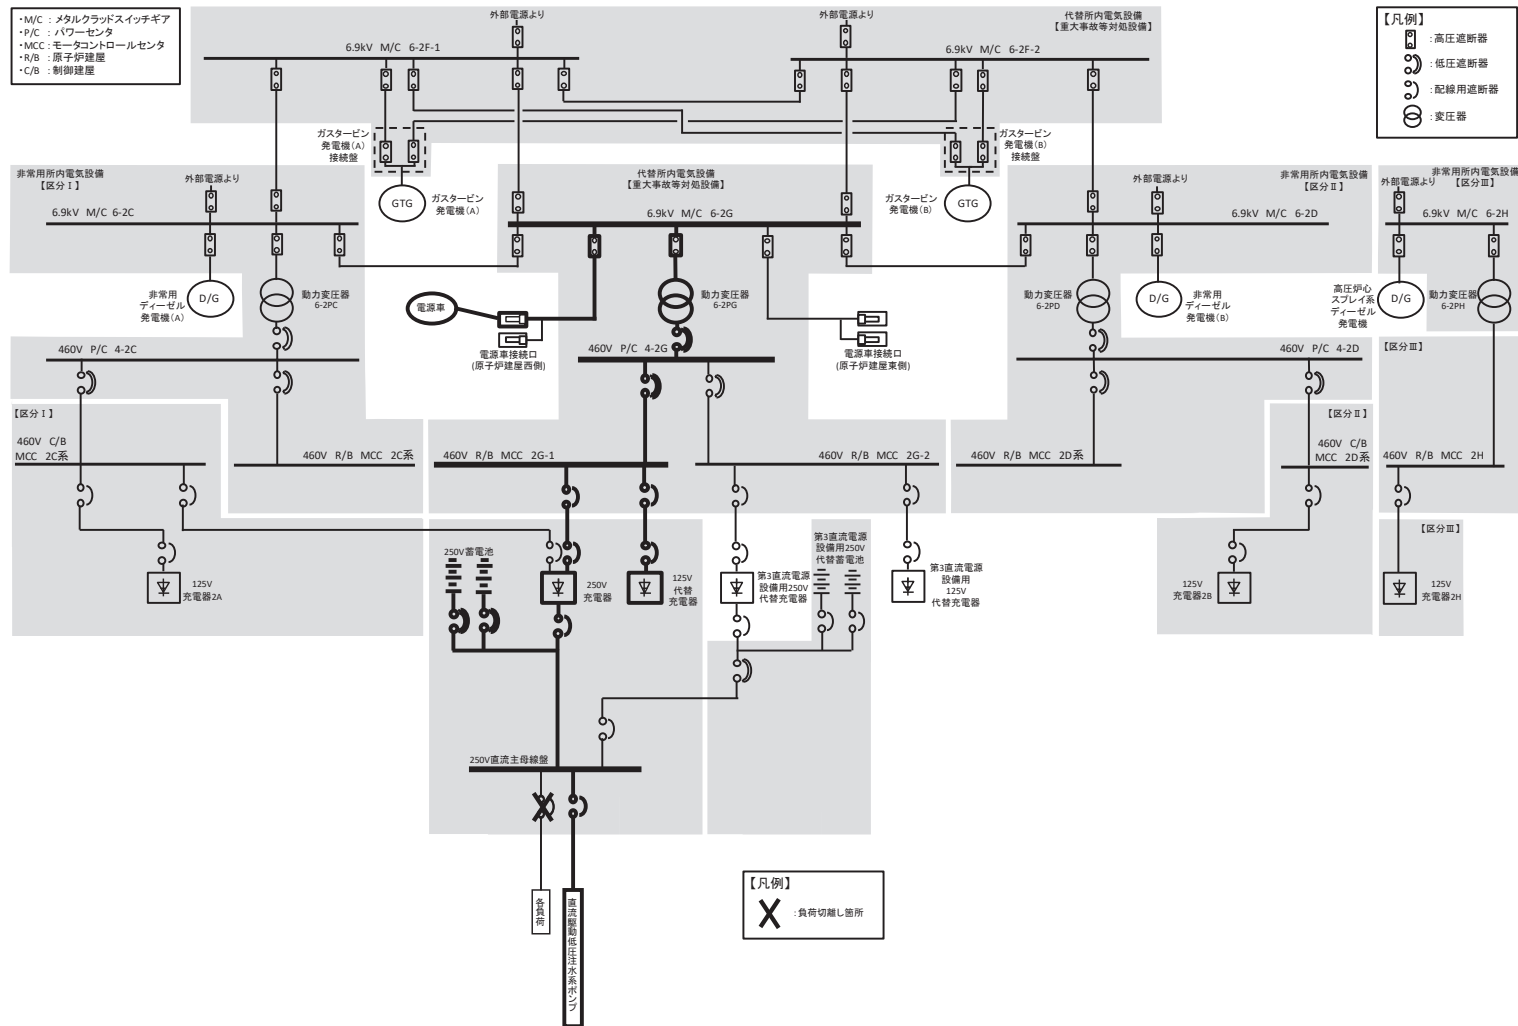 ・M/C : メタルクラッドスイッチギア
・P/C : パワーセンタ
・MCC : モータコントロールセンタ
・R/B : 原子炉建屋
・C/B : 制御建屋
外部電源より
外部電源より
代替所内電気設備
【重大事故等対処設備】
【凡例】
:高圧遮断器
:低圧遮断器
:配線用遮断器
:変圧器
6.9kV M/C 6-2F-1
6.9kV M/C 6-2F-2
ガスタービン
発電機(A)
接続盤
ガスタービン
発電機(B)
接続盤
非常用所内電気設備
【区分Ⅰ】
外部電源より
GTG
ガスタービン
発電機(A)
代替所内電気設備
【重大事故等対処設備】
ガスタービン
発電機(B)
GTG
外部電源より
非常用所内電気設備
【区分Ⅱ】
非常用所内電気設備
【区分Ⅲ】
外部電源より
6.9kV M/C 6-2C
6.9kV M/C 6-2G
6.9kV M/C 6-2D
6.9kV M/C 6-2H
非常用
ディーゼル
発電機(A)
D/G
動力変圧器
6-2PC
電源車
動力変圧器
6-2PG
動力変圧器
6-2PD
D/G
非常用
ディーゼル
発電機(B)
高圧炉心
スプレイ系
ディーゼル
発電機
D/G
動力変圧器
6-2PH
電源車接続口
(原子炉建屋西側)
電源車接続口
(原子炉建屋東側)
460V P/C 4-2C
460V P/C 4-2G
460V P/C 4-2D
【区分Ⅲ】
【区分Ⅰ】
【区分Ⅱ】
460V C/B
MCC 2C系
460V R/B MCC 2C系
460V R/B MCC 2G-1
460V R/B MCC 2G-2
460V R/B MCC 2D系
460V C/B
MCC 2D系
460V R/B MCC 2H
【区分Ⅲ】
125V
充電器2A
250V蓄電池
250V
充電器
125V
代替
充電器
第3直流電源
設備用250V
代替充電器
第3直流電源
設備用250V
代替蓄電池
第3直流電源
設備用
125V
代替充電器
125V
充電器2B
125V
充電器2H
250V直流主母線盤
各負荷
直流駆動低圧注水系ポンプ
【凡例】
:負荷切離し箇所